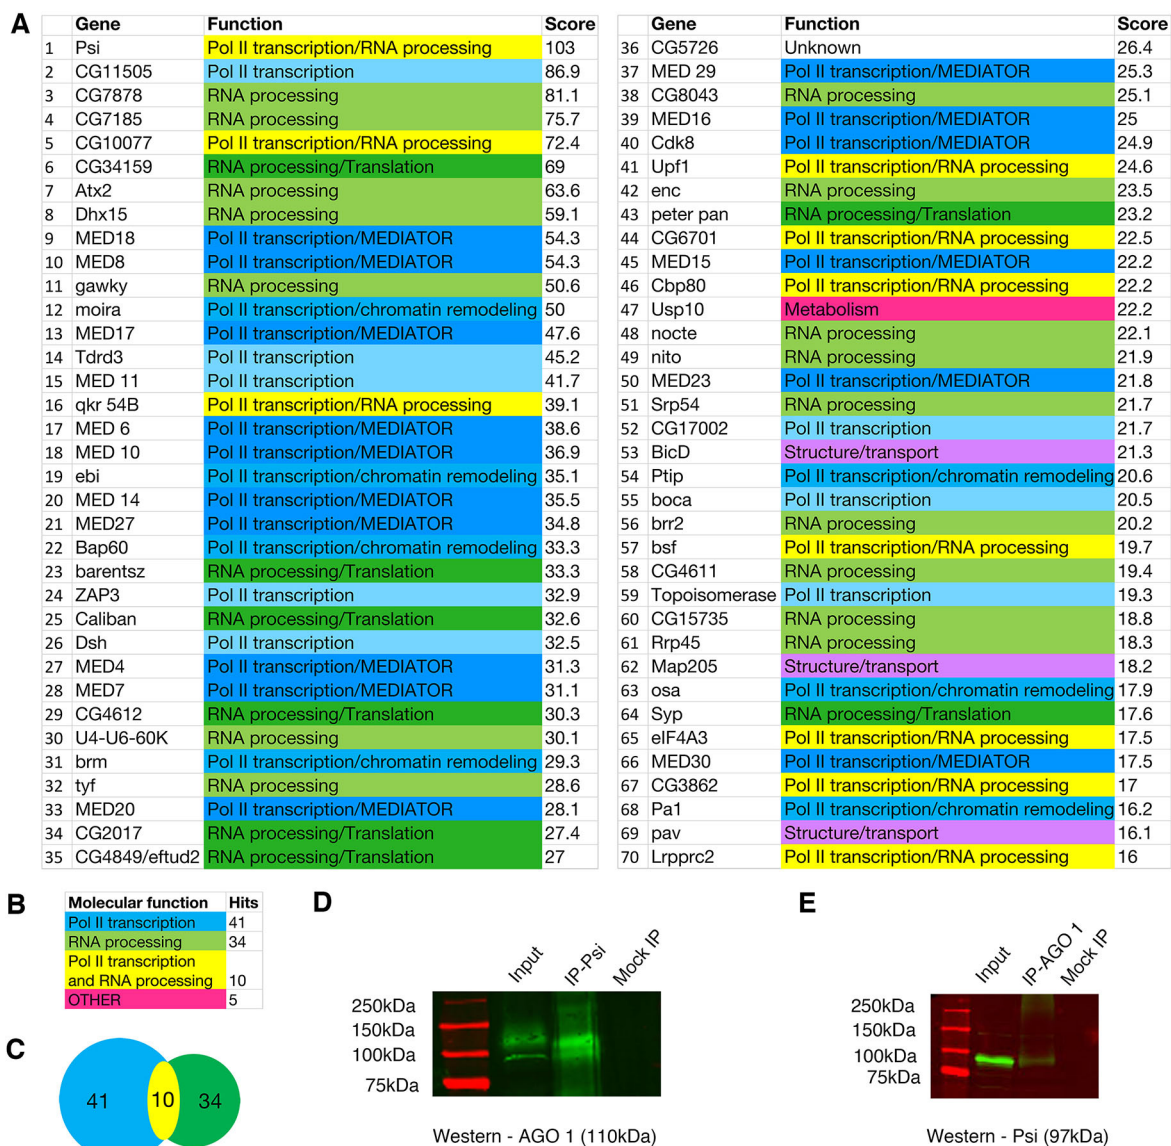 A
Gene Function Score
1 Psi Pol II transcription/RNA processing 103
2 CG11505 Pol II transcription 86.9
3 CG7878 RNA processing 81.1
4 CG7185 RNA processing 75.7
5 CG10077 Pol II transcription/RNA processing 72.4
6 CG34159 RNA processing/Translation 69
7 Atx2 RNA processing 63.6
8 Dhx15 RNA processing 59.1
9 MED18 Pol II transcription/MEDIATOR 54.3
10 MED8 Pol II transcription/MEDIATOR 54.3
11 gawky RNA processing 50.6
12 moira Pol II transcription/chromatin remodeling 50
13 MED17 Pol II transcription/MEDIATOR 47.6
14 Tdrd3 Pol II transcription 45.2
15 MED 11 Pol II transcription 41.7
16 qkr 54B Pol II transcription/RNA processing 39.1
17 MED 6 Pol II transcription/MEDIATOR 38.6
18 MED 10 Pol II transcription/MEDIATOR 36.9
19 ebi Pol II transcription/chromatin remodeling 35.1
20 MED 14 Pol II transcription/MEDIATOR 35.5
21 MED27 Pol II transcription/MEDIATOR 34.8
22 Bap60 Pol II transcription/chromatin remodeling 33.3
23 barentsz RNA processing/Translation 33.3
24 ZAP3 Pol II transcription 32.9
25 Caliban RNA processing/Translation 32.6
26 Dsh Pol II transcription 32.5
27 MED4 Pol II transcription/MEDIATOR 31.3
28 MED7 Pol II transcription/MEDIATOR 31.1
29 CG4612 RNA processing/Translation 30.3
30 U4-U6-60K RNA processing 30.1
31 brm Pol II transcription/chromatin remodeling 29.3
32 tyf RNA processing 28.6
33 MED20 Pol II transcription/MEDIATOR 28.1
34 CG2017 RNA processing/Translation 27.4
35 CG4849/eftud2 RNA processing/Translation 27
Gene Function Score
36 CG5726 Unknown 26.4
37 MED 29 Pol II transcription/MEDIATOR 25.3
38 CG8043 RNA processing 25.1
39 MED16 Pol II transcription/MEDIATOR 25
40 Cdk8 Pol II transcription/MEDIATOR 24.9
41 Upf1 Pol II transcription/RNA processing 24.6
42 enc RNA processing 23.5
43 peter pan RNA processing/Translation 23.2
44 CG6701 Pol II transcription/RNA processing 22.5
45 MED15 Pol II transcription/MEDIATOR 22.2
46 Cbp80 Pol II transcription/RNA processing 22.2
47 Usp10 Metabolism 22.2
48 nocte RNA processing 22.1
49 nito RNA processing 21.9
50 MED23 Pol II transcription/MEDIATOR 21.8
51 Srp54 RNA processing 21.7
52 CG17002 Pol II transcription 21.7
53 BicD Structure/transport 21.3
54 Ptip Pol II transcription/chromatin remodeling 20.6
55 boca Pol II transcription 20.5
56 brr2 RNA processing 20.2
57 bsf Pol II transcription/RNA processing 19.7
58 CG4611 RNA processing 19.4
59 Topoisomerase Pol II transcription 19.3
60 CG15735 RNA processing 18.8
61 Rrp45 RNA processing 18.3
62 Map205 Structure/transport 18.2
63 osa Pol II transcription/chromatin remodeling 17.9
64 Syp RNA processing/Translation 17.6
65 eIF4A3 Pol II transcription/RNA processing 17.5
66 MED30 Pol II transcription/MEDIATOR 17.5
67 CG3862 Pol II transcription/RNA processing 17
68 Pa1 Pol II transcription/chromatin remodeling 16.2
69 pav Structure/transport 16.1
70 Lrpprc2 Pol II transcription/RNA processing 16
B
Molecular function Hits
Pol II transcription 41
RNA processing 34
Pol II transcription
and RNA processing 10
OTHER 5
C
41 10 34
D
Input IP-Psi Mock IP
250kDa
150kDa
100kDa
75kDa
Western - AGO 1 (110kDa)
E
Input IP-AGO 1 Mock IP
250kDa
150kDa
100kDa
75kDa
Western - Psi (97kDa)